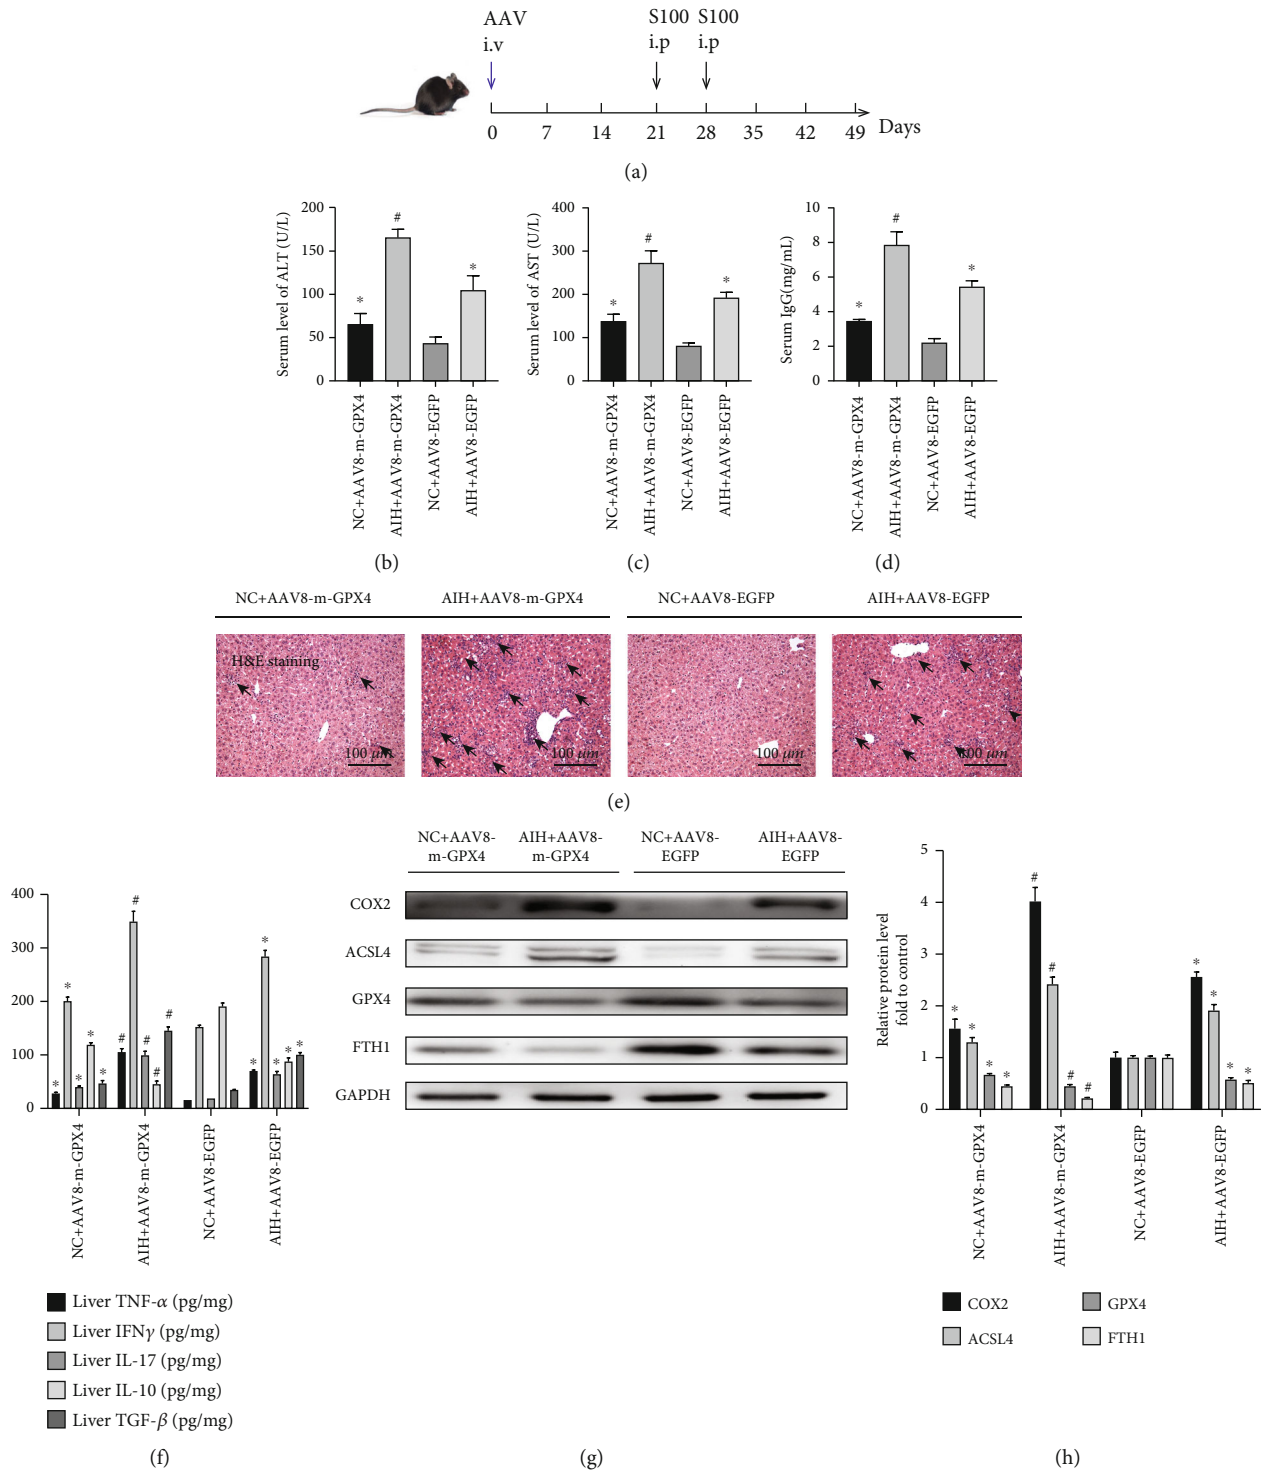 AAV
i.v
S100
i.p
S100
i.p
0 7 14 21 28 35 42 49 Days
(a)
Serum level of ALT (U/L)
200
150
100
50
0
*
#
*
NC+AAV8-m-GPX4
AIH+AAV8-m-GPX4
NC+AAV8-EGFP
AIH+AAV8-EGFP
(b)
Serum level of AST (U/L)
400
300
200
100
0
*
#
*
NC+AAV8-m-GPX4
AIH+AAV8-m-GPX4
NC+AAV8-EGFP
AIH+AAV8-EGFP
(c)
Serum IgG(mg/mL)
10
8
6
4
2
0
*
#
*
NC+AAV8-m-GPX4
AIH+AAV8-m-GPX4
NC+AAV8-EGFP
AIH+AAV8-EGFP
(d)
NC+AAV8-m-GPX4 AIH+AAV8-m-GPX4 NC+AAV8-EGFP AIH+AAV8-EGFP
H&E staining
100 μm 100 μm 100 μm 100 μm
(e)
400
300
200
100
0
* * * * *
# # # # #
* * * * *
NC+AAV8-m-GPX4
AIH+AAV8-m-GPX4
NC+AAV8-EGFP
AIH+AAV8-EGFP
Liver TNF-α (pg/mg)
Liver IFNγ (pg/mg)
Liver IL-17 (pg/mg)
Liver IL-10 (pg/mg)
Liver TGF-β (pg/mg)
(f)
NC+AAV8-
m-GPX4
AIH+AAV8-
m-GPX4
NC+AAV8-
EGFP
AIH+AAV8-
EGFP
COX2
ACSL4
GPX4
FTH1
GAPDH
(g)
Relative protein level
fold to control
5
4
3
2
1
0
* * * *
# # # #
* * * *
NC+AAV8-m-GPX4
AIH+AAV8-m-GPX4
NC+AAV8-EGFP
AIH+AAV8-EGFP
COX2
GPX4
ACSL4
FTH1
(h)